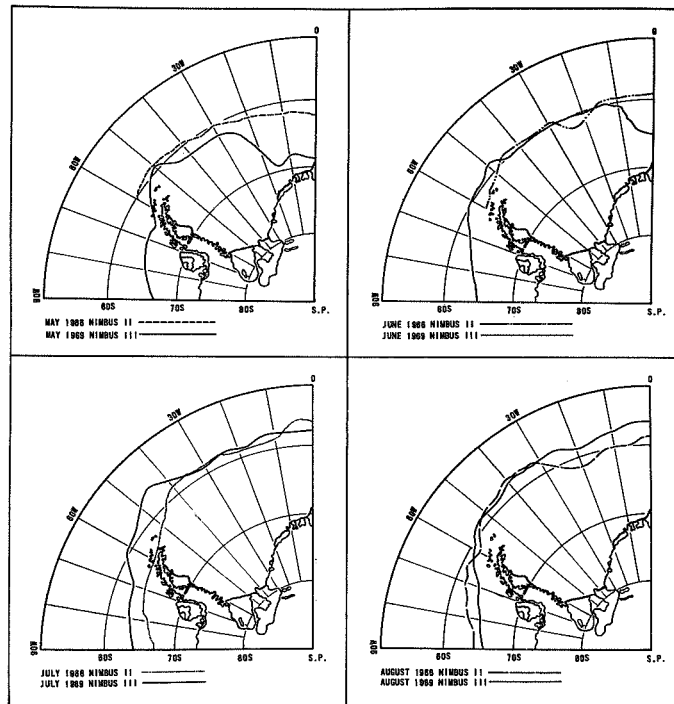 0
30W
60W
90W
60S 70S 80S S.P.
MAY 1966 NIMBUS II
MAY 1969 NIMBUS III
0
30W
60W
90W
60S 70S 80S S.P.
JUNE 1966 NIMBUS II
JUNE 1969 NIMBUS III
0
30W
60W
90W
60S 70S 80S S.P.
JULY 1966 NIMBUS II
JULY 1969 NIMBUS III
0
30W
60W
90W
60S 70S 80S S.P.
AUGUST 1966 NIMBUS II
AUGUST 1969 NIMBUS III